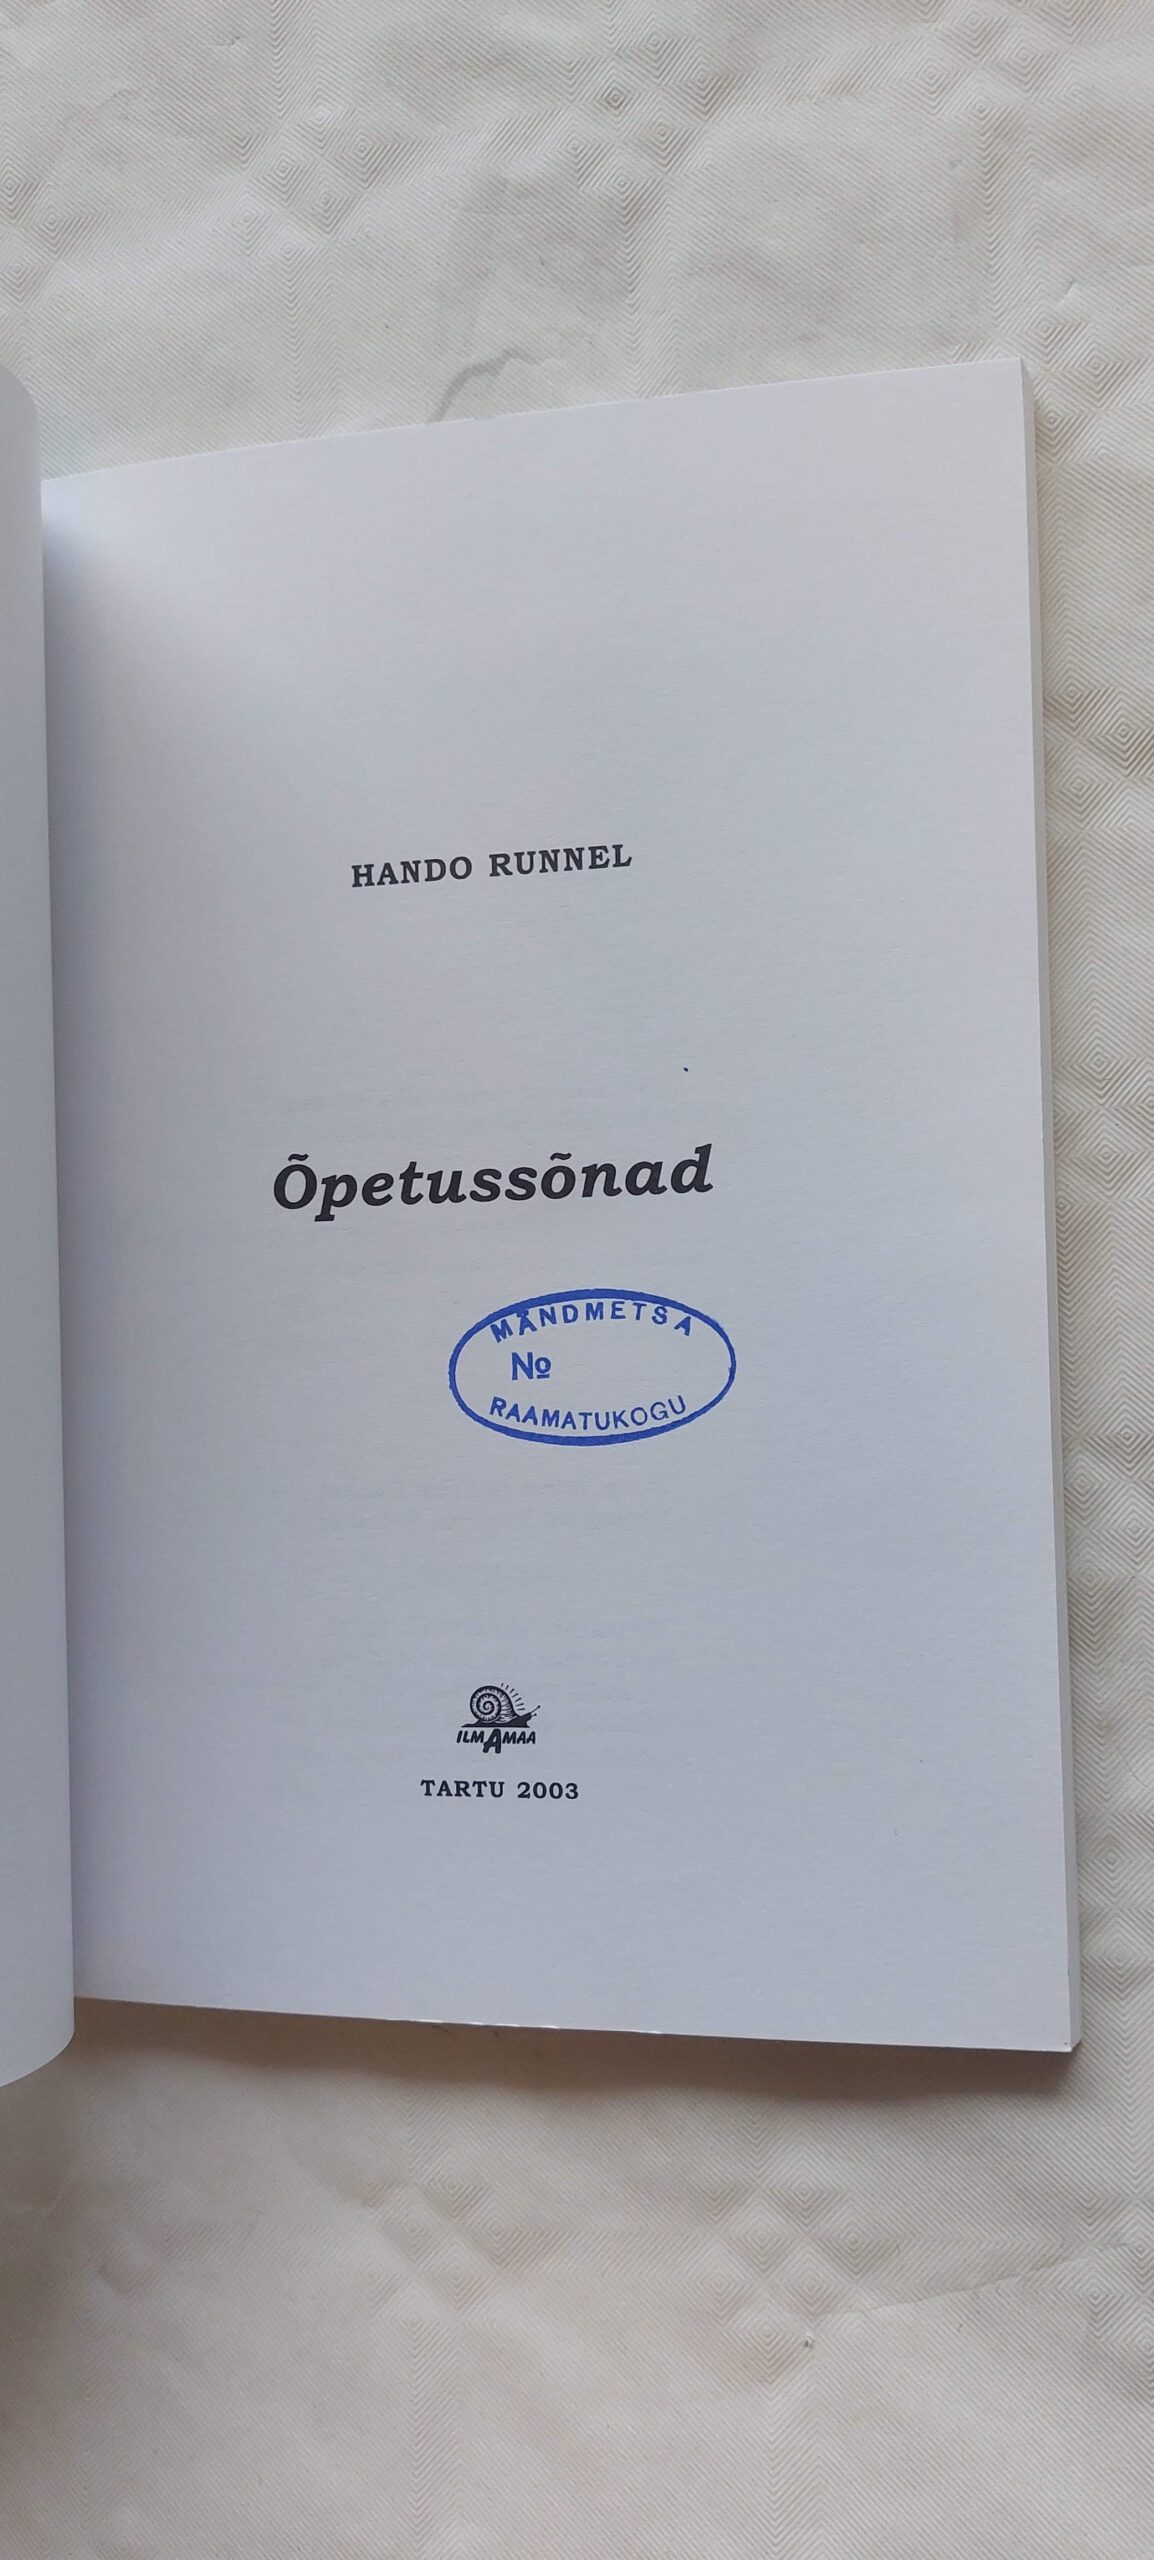 HANDO RUNNEL
Õpetussõnad
MÄNDMETSA
№
RAAMATUKOGU
ILMAMAA
TARTU 2003